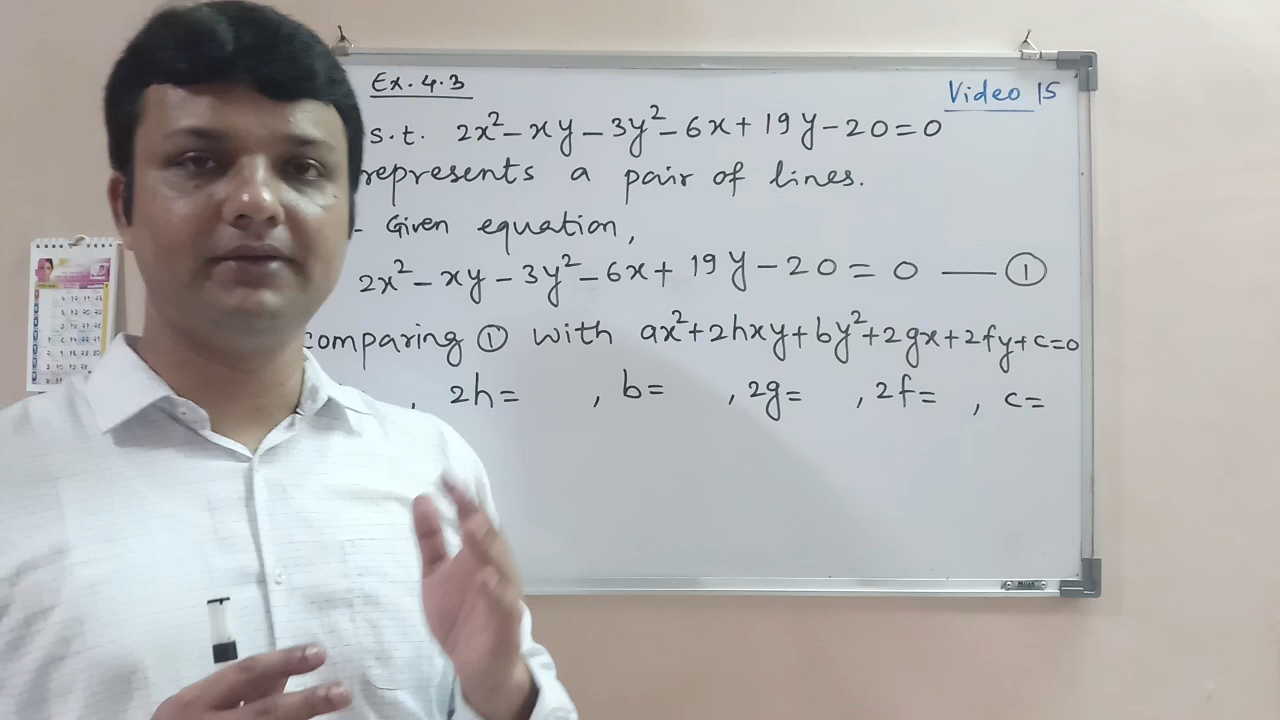 Ex. 4.3
Video 15
s.t. 2x² - xy - 3y² - 6x + 19y - 20 = 0
represents a pair of lines.
- Given equation,
2x² - xy - 3y² - 6x + 19y - 20 = 0 — ①
comparing ① with ax² + 2hxy + by² + 2gx + 2fy + c = 0
, 2h= , b= , 2g= , 2f= , c=